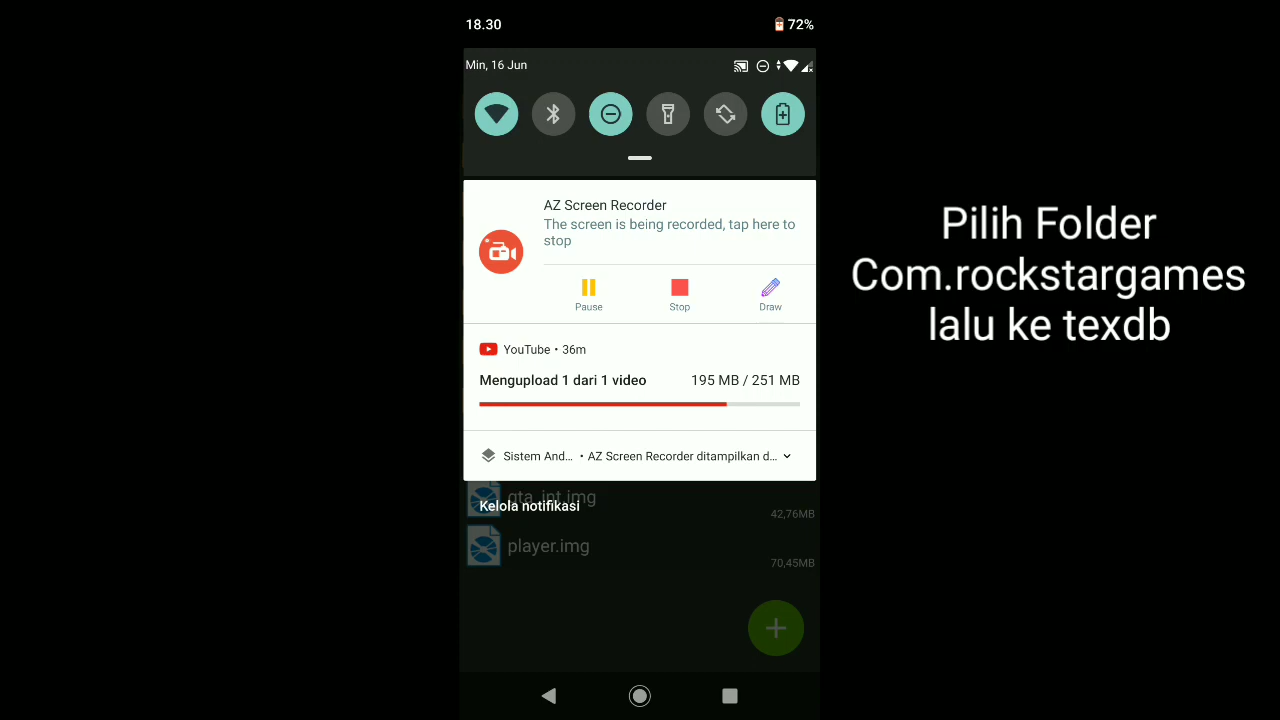 18.30
72%
Min, 16 Jun
AZ Screen Recorder
The screen is being recorded, tap here to
stop
Pause
Stop
Draw
YouTube • 36m
Mengupload 1 dari 1 video
195 MB / 251 MB
Sistem And... • AZ Screen Recorder ditampilkan d...
gta_int.img
Kelola notifikasi
42,76MB
player.img
70,45MB
Pilih Folder
Com.rockstargames
lalu ke texdb